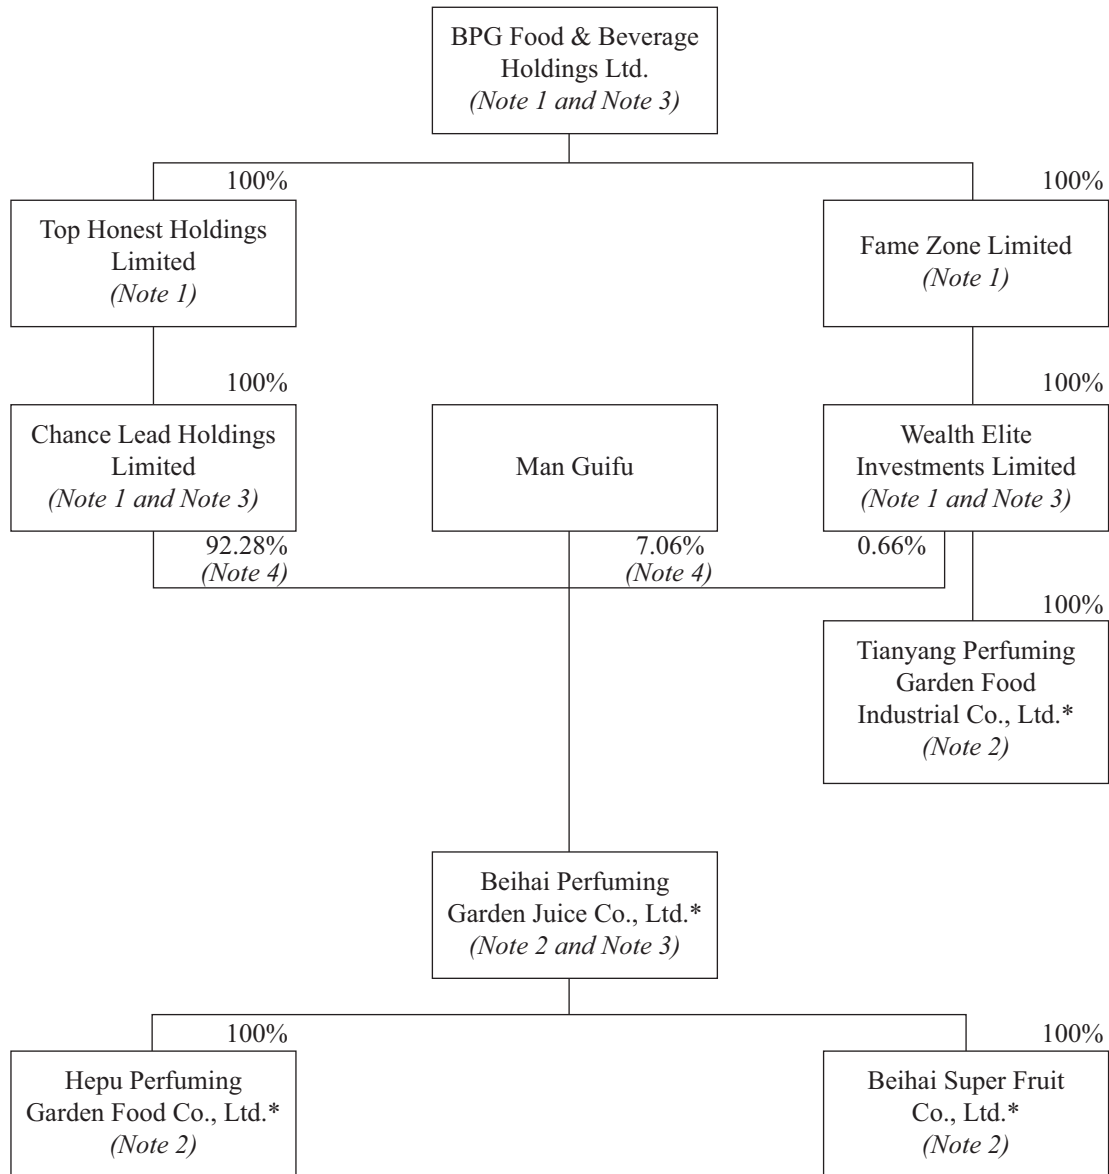 BPG Food & Beverage
Holdings Ltd.
(Note 1 and Note 3)
100%
100%
Top Honest Holdings
Limited
(Note 1)
Fame Zone Limited
(Note 1)
100%
100%
Chance Lead Holdings
Limited
(Note 1 and Note 3)
Man Guifu
Wealth Elite
Investments Limited
(Note 1 and Note 3)
92.28%
(Note 4)
7.06%
(Note 4)
0.66%
100%
Tianyang Perfuming
Garden Food
Industrial Co., Ltd.*
(Note 2)
Beihai Perfuming
Garden Juice Co., Ltd.*
(Note 2 and Note 3)
100%
100%
Hepu Perfuming
Garden Food Co., Ltd.*
(Note 2)
Beihai Super Fruit
Co., Ltd.*
(Note 2)